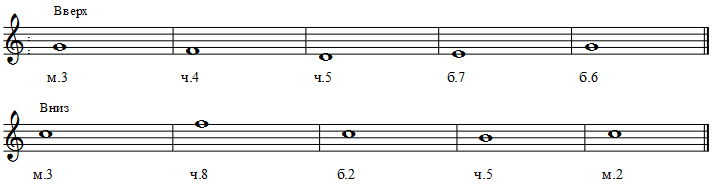 Вверх
м.3 ч.4 ч.5 б.7 б.6
Вниз
м.3 ч.8 б.2 ч.5 м.2